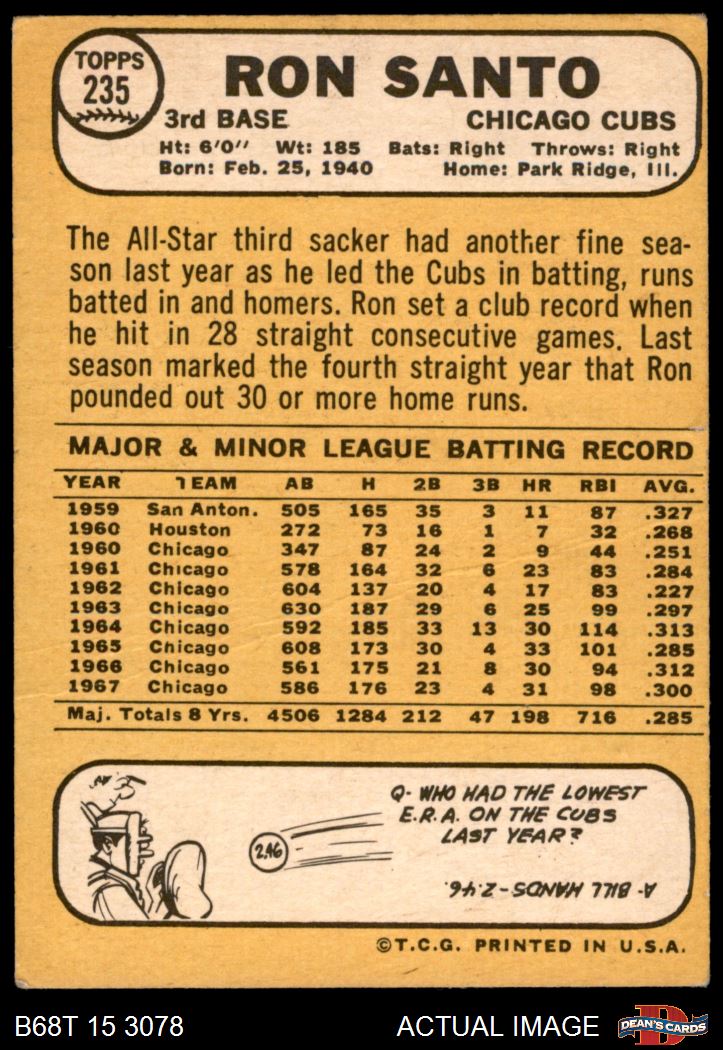 TOPPS
235
RON SANTO
3rd BASE CHICAGO CUBS
Ht: 6'0'' Wt: 185 Bats: Right Throws: Right
Born: Feb. 25, 1940 Home: Park Ridge, Ill.
The All-Star third sacker had another fine sea-
son last year as he led the Cubs in batting, runs
batted in and homers. Ron set a club record when
he hit in 28 straight consecutive games. Last
season marked the fourth straight year that Ron
pounded out 30 or more home runs.
MAJOR & MINOR LEAGUE BATTING RECORD
YEAR TEAM AB H 2B 3B HR RBI AVG.
1959 San Anton. 505 165 35 3 11 87 .327
1960 Houston 272 73 16 1 7 32 .268
1960 Chicago 347 87 24 2 9 44 .251
1961 Chicago 578 164 32 6 23 83 .284
1962 Chicago 604 137 20 4 17 83 .227
1963 Chicago 630 187 29 6 25 99 .297
1964 Chicago 592 185 33 13 30 114 .313
1965 Chicago 608 173 30 4 33 101 .285
1966 Chicago 561 175 21 8 30 94 .312
1967 Chicago 586 176 23 4 31 98 .300
Maj. Totals 8 Yrs. 4506 1284 212 47 198 716 .285
Q- WHO HAD THE LOWEST
E.R.A. ON THE CUBS
LAST YEAR?
2.46
A- BILL HANDS-2.46.
©T.C.G. PRINTED IN U.S.A.
B68T 15 3078 ACTUAL IMAGE
D
DEAN'S CARDS